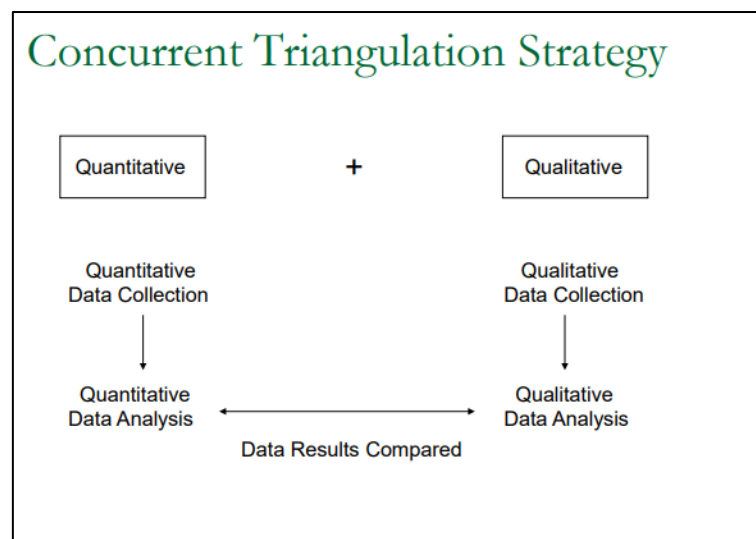 Concurrent Triangulation Strategy
Quantitative
+
Qualitative
Quantitative
Data Collection
Qualitative
Data Collection
Quantitative
Data Analysis
Qualitative
Data Analysis
Data Results Compared